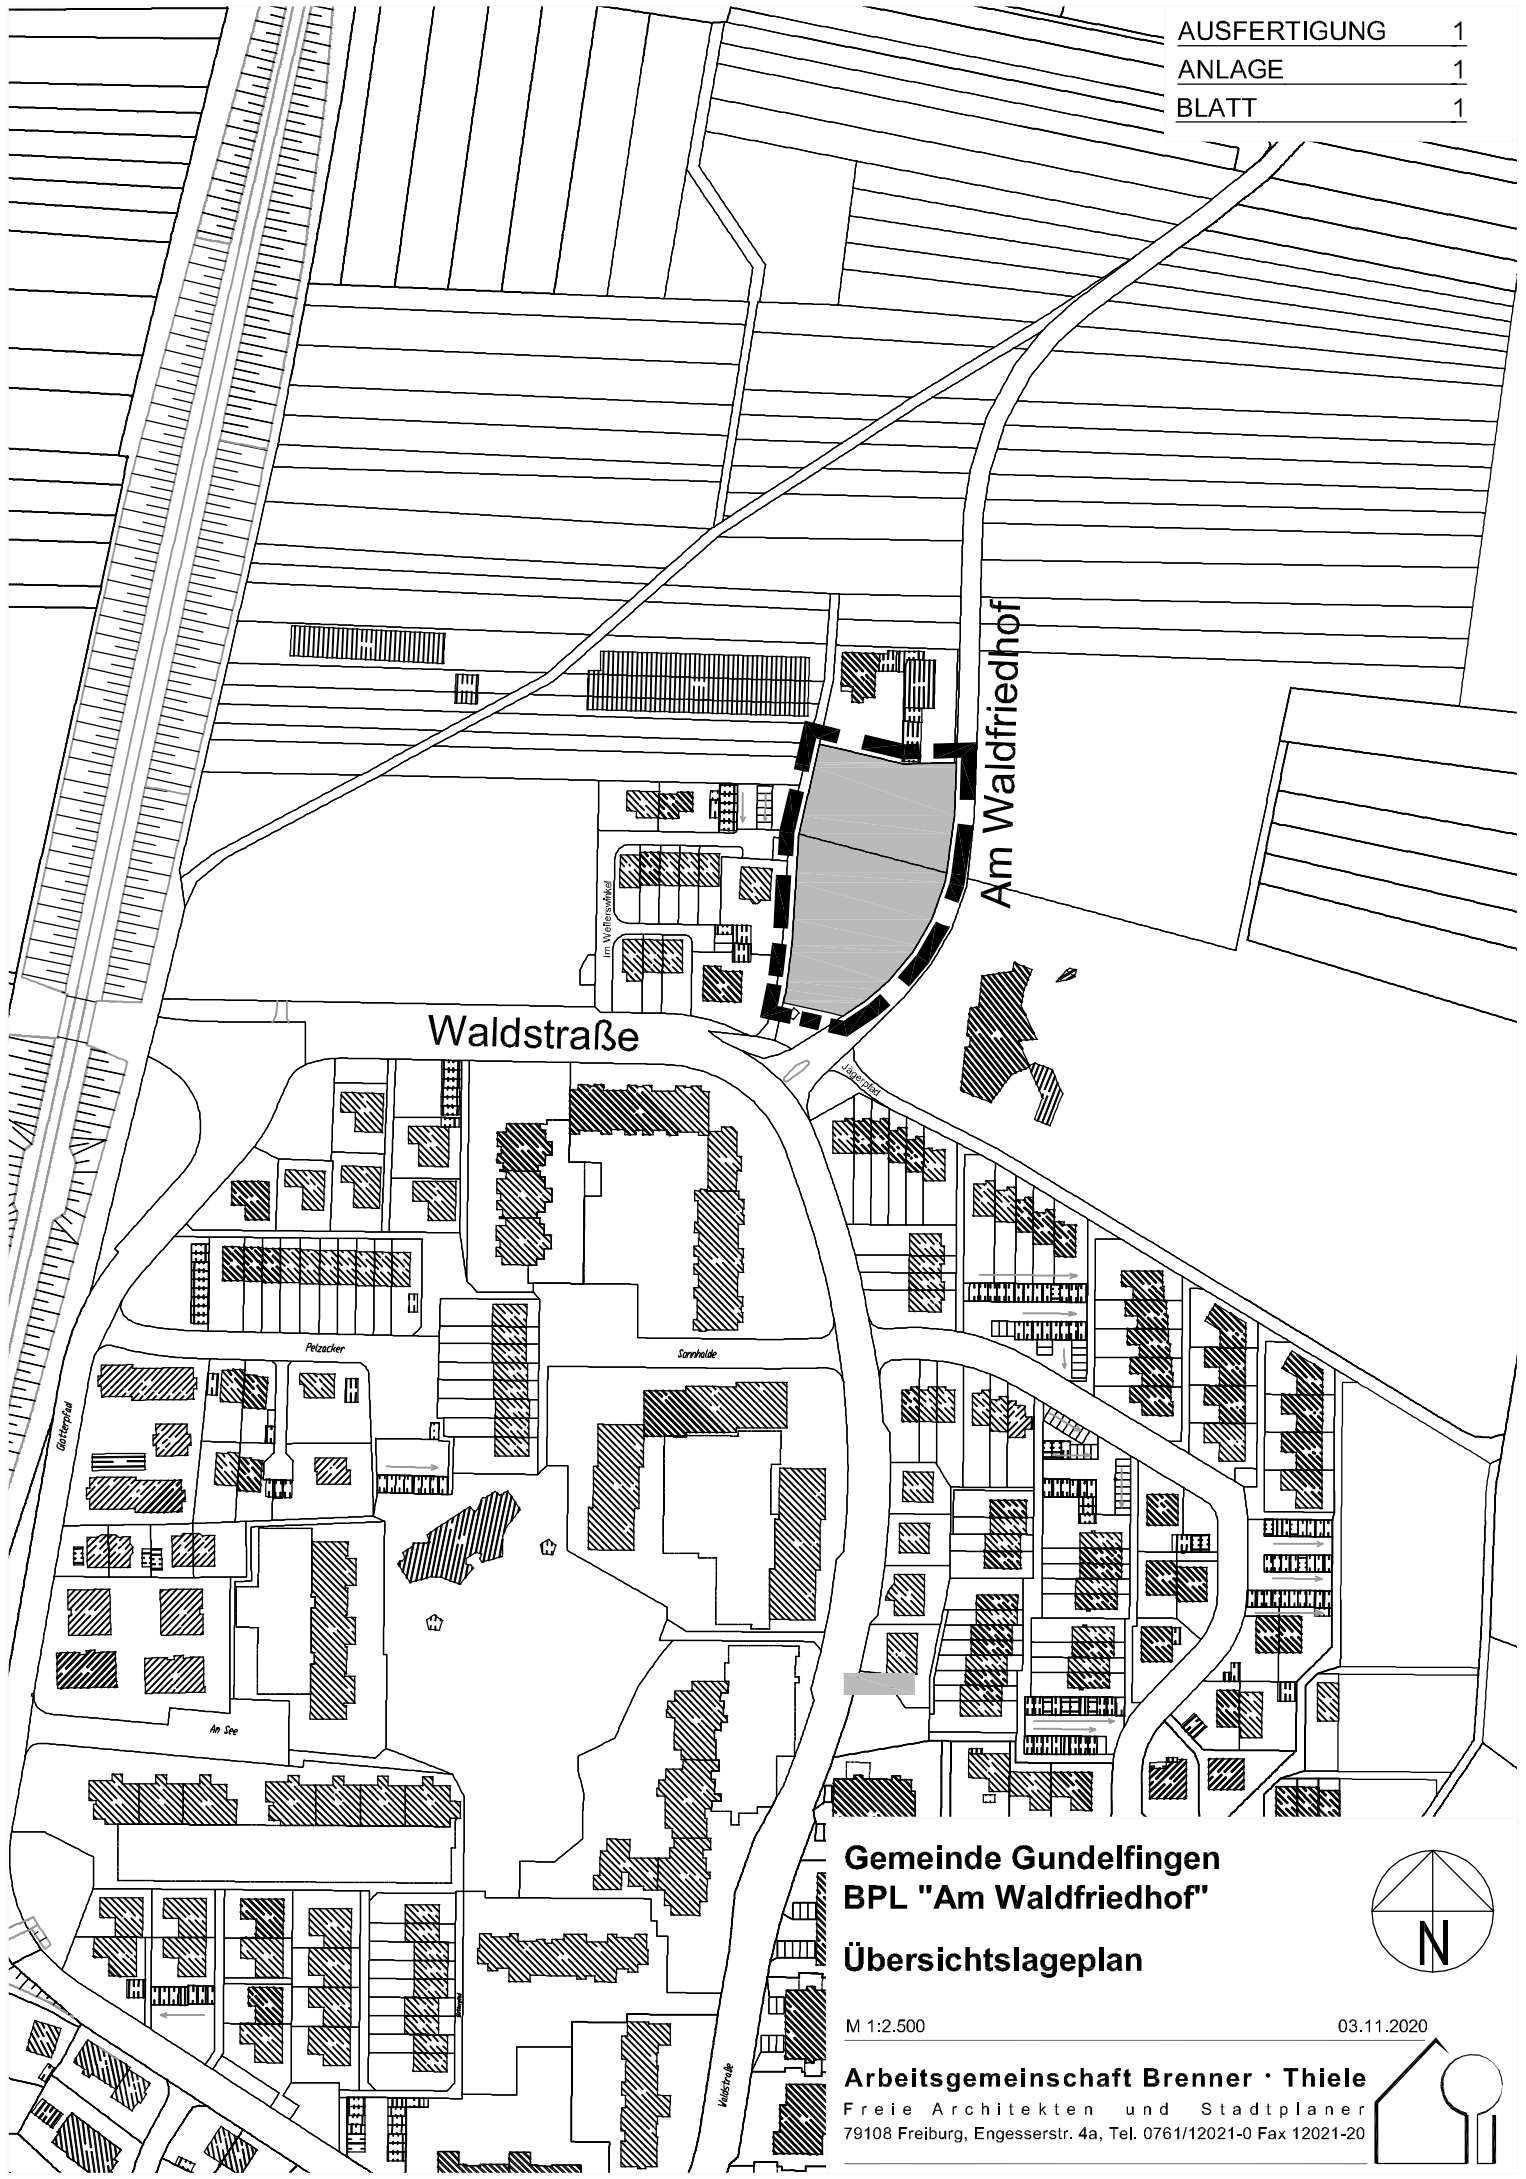 AUSFERTIGUNG 1
ANLAGE 1
BLATT 1
Am Waldfriedhof
Im Wellerswinkel
Waldstraße
Jägerpfad
Pelzacker
Sonnhalde
Glotterpfad
An See
Waldstraße
Gemeinde Gundelfingen
BPL "Am Waldfriedhof"
Übersichtslageplan
N
M 1:2.500 03.11.2020
Arbeitsgemeinschaft Brenner · Thiele
Freie Architekten und Stadtplaner
79108 Freiburg, Engesserstr. 4a, Tel. 0761/12021-0 Fax 12021-20